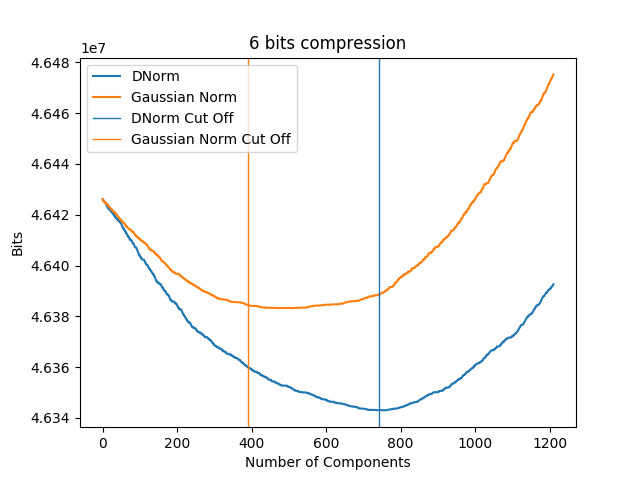 6 bits compression
1e7
4.648
4.646
4.644
4.642
4.640
4.638
4.636
4.634
Bits
DNorm
Gaussian Norm
DNorm Cut Off
Gaussian Norm Cut Off
0 200 400 600 800 1000 1200
Number of Components